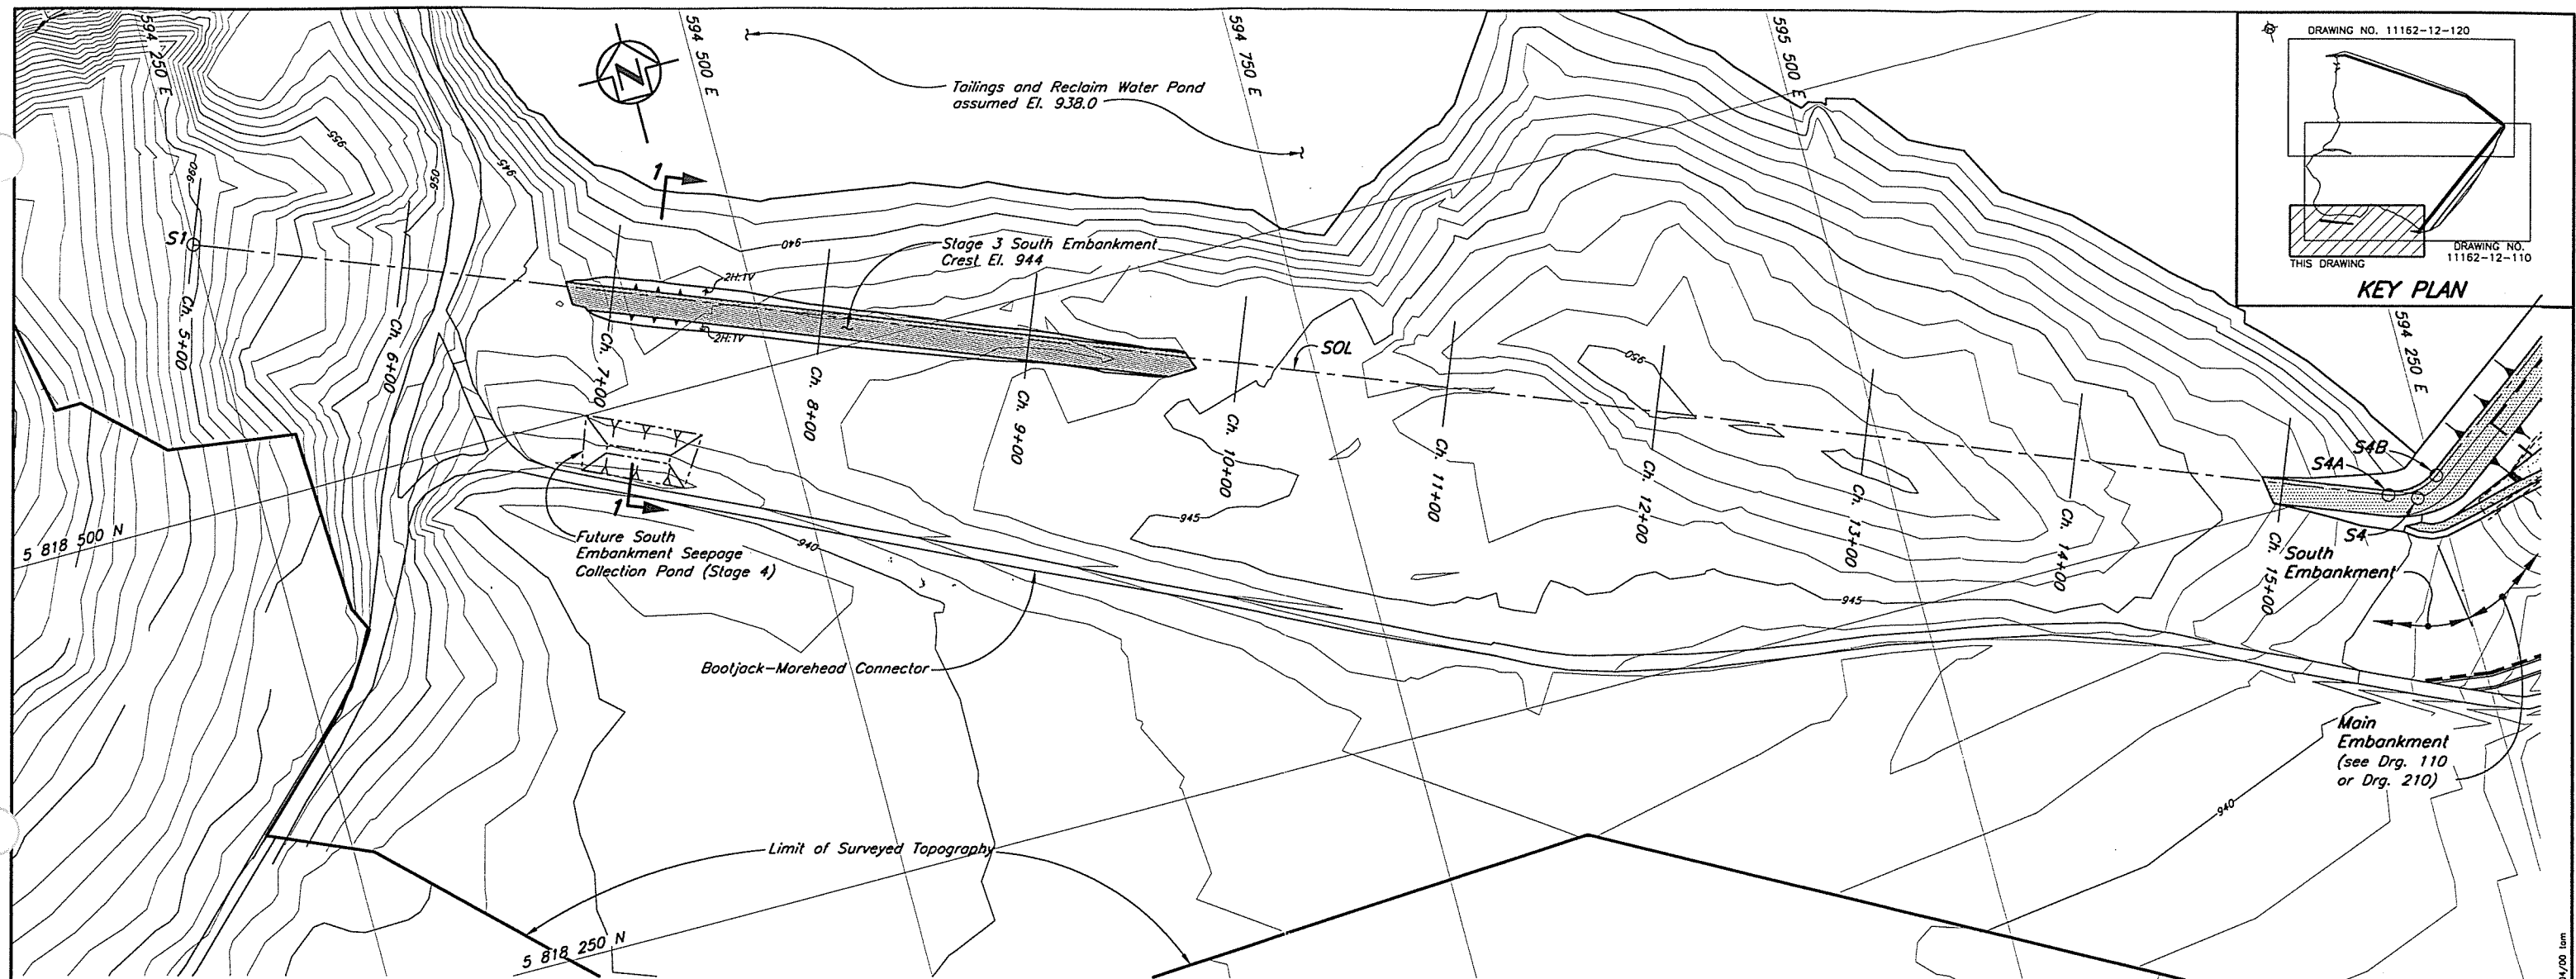 594 250 E
594 500 E
594 750 E
595 500 E
N
Tailings and Reclaim Water Pond
assumed El. 938.0
DRAWING NO. 11162-12-120
DRAWING NO.
11162-12-110
THIS DRAWING
KEY PLAN
955
960
950
945
1
940
S1
Stage 3 South Embankment
Crest El. 944
2H:1V
2H:1V
SOL
950
594 250 E
Ch. 5+00
Ch. 6+00
Ch. 7+00
Ch. 8+00
Ch. 9+00
Ch. 10+00
Ch. 11+00
Ch. 12+00
Ch. 13+00
Ch. 14+00
Ch. 15+00
S4B
S4A
S4
1
945
5 818 500 N
Future South
Embankment Seepage
Collection Pond (Stage 4)
940
South
Embankment
945
Bootjack-Morehead Connector
Main
Embankment
(see Drg. 110
or Drg. 210)
940
Limit of Surveyed Topography
5 818 250 N